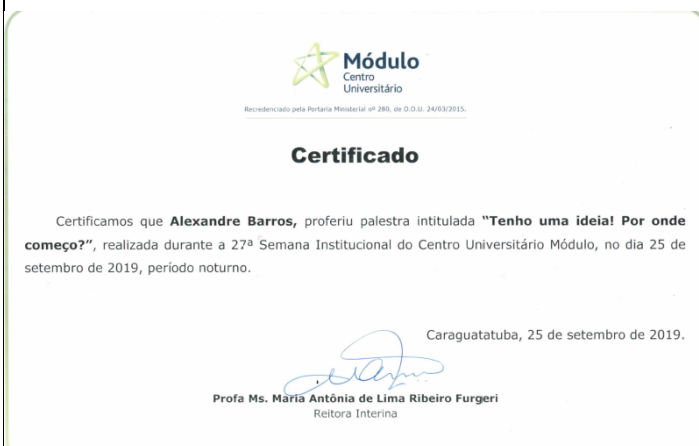 Módulo
Centro
Universitário
Recredenciado pela Portaria Ministerial nº 280, de D.O.U. 24/03/2015.
Certificado
Certificamos que Alexandre Barros, proferiu palestra intitulada "Tenho uma ideia! Por onde
começo?", realizada durante a 27ª Semana Institucional do Centro Universitário Módulo, no dia 25 de
setembro de 2019, período noturno.
Caraguatatuba, 25 de setembro de 2019.
Profa Ms. Maria Antônia de Lima Ribeiro Furgeri
Reitora Interina